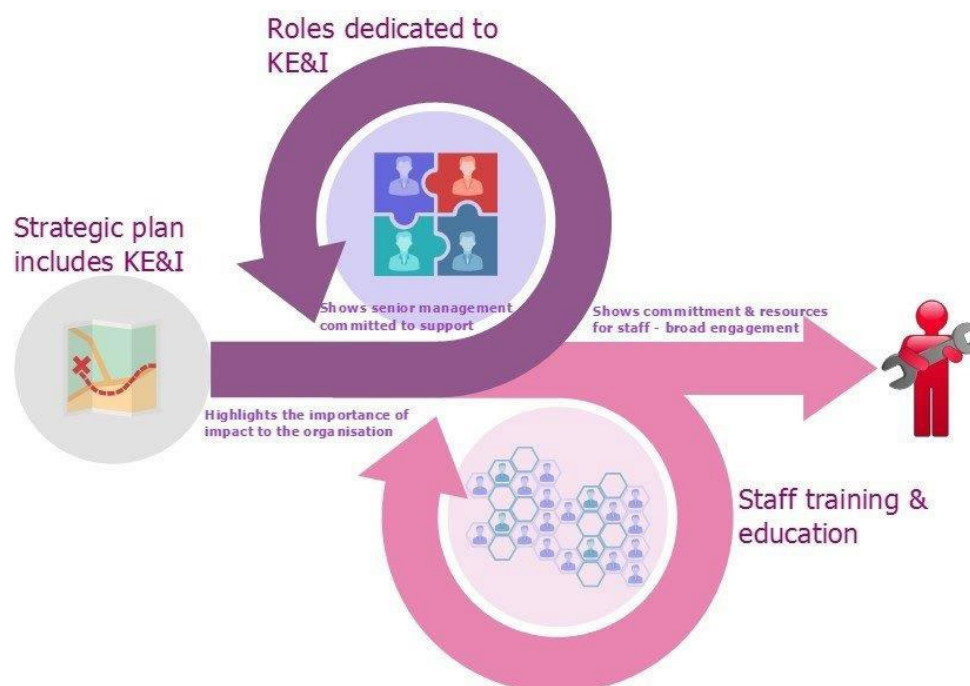 Roles dedicated to
KE&I
Strategic plan
includes KE&I
Shows senior management
committed to support
Shows committment & resources
for staff - broad engagement
Highlights the importance of
impact to the organisation
Staff training &
education